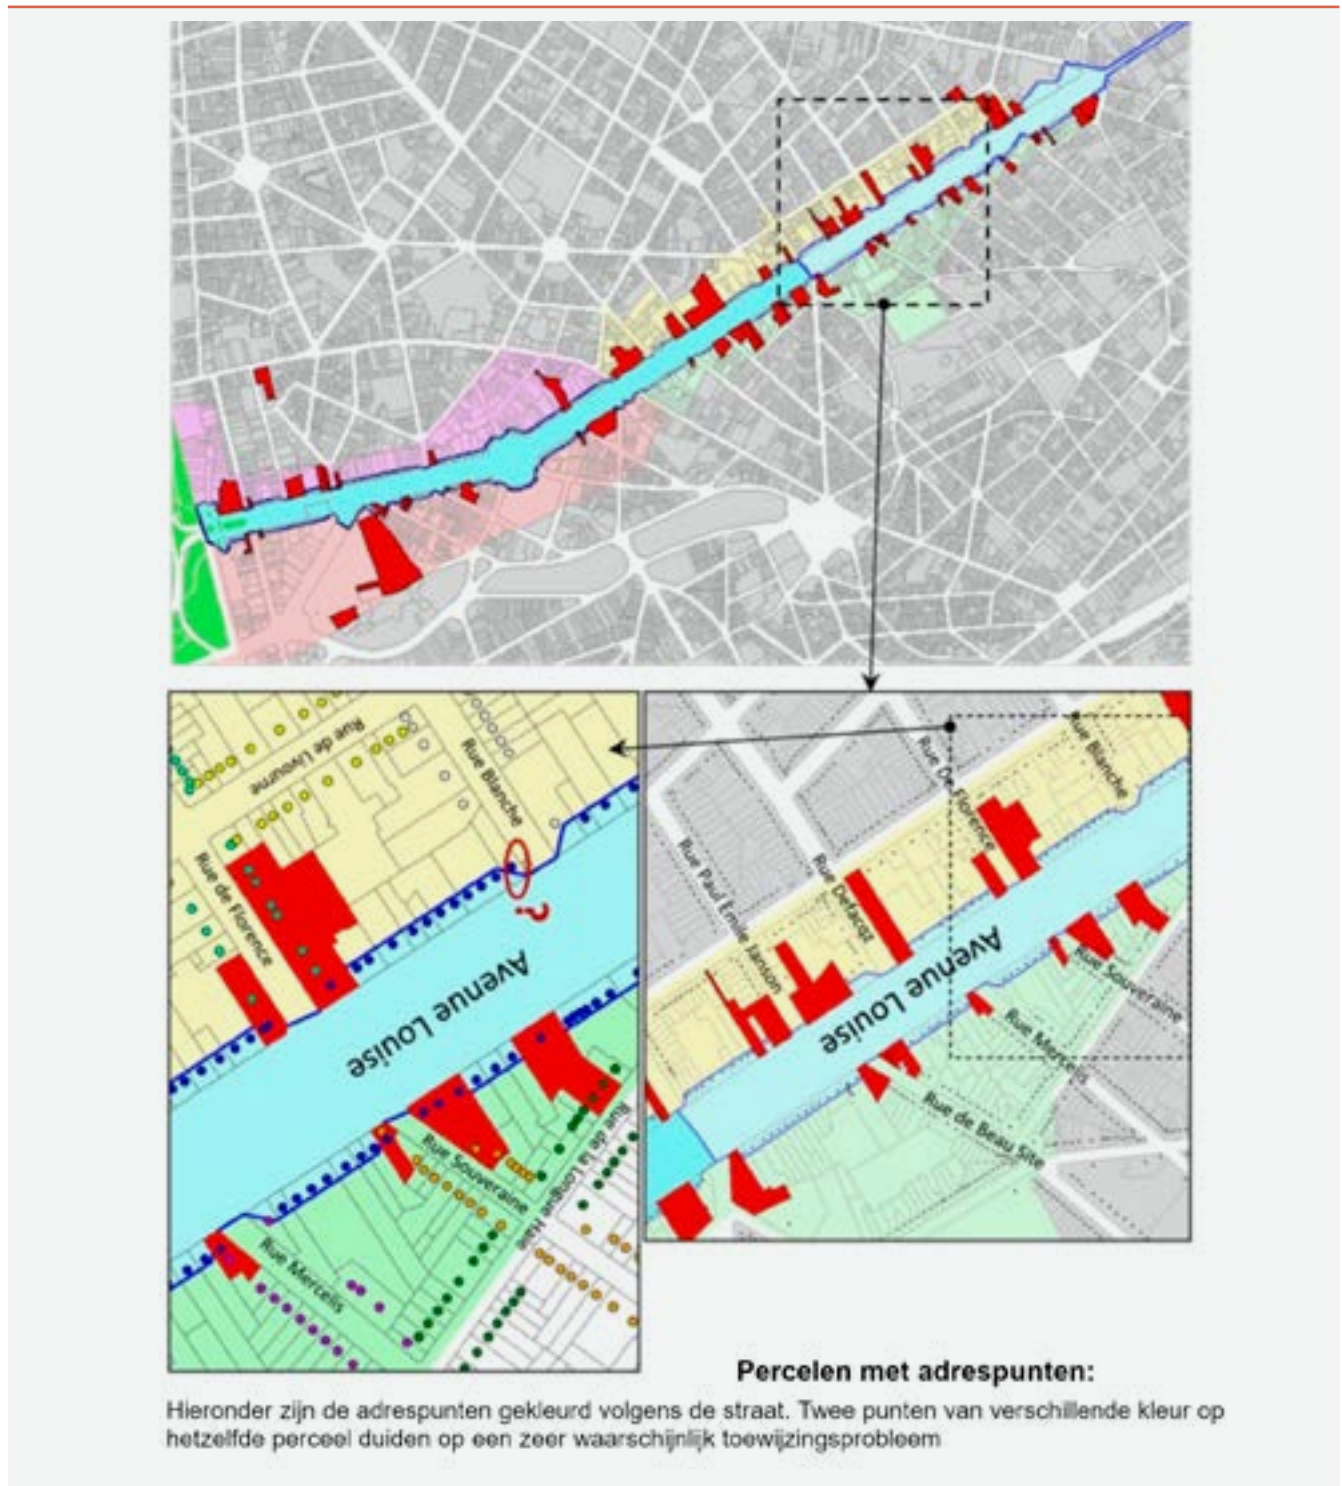 Rue de Livourne
Rue Blanche
Rue de Florence
?
Avenue Louise
Rue Souveraine
Rue de la Longue Haie
Rue Mercelis
Rue De Florence
Rue Blanche
Rue Paul Emile Janson
Rue Defacqz
Avenue Louise
Rue Souveraine
Rue Mercelis
Rue de Beau Site
Percelen met adrespunten:
Hieronder zijn de adrespunten gekleurd volgens de straat. Twee punten van verschillende kleur op
hetzelfde perceel duiden op een zeer waarschijnlijk toewijzingsprobleem